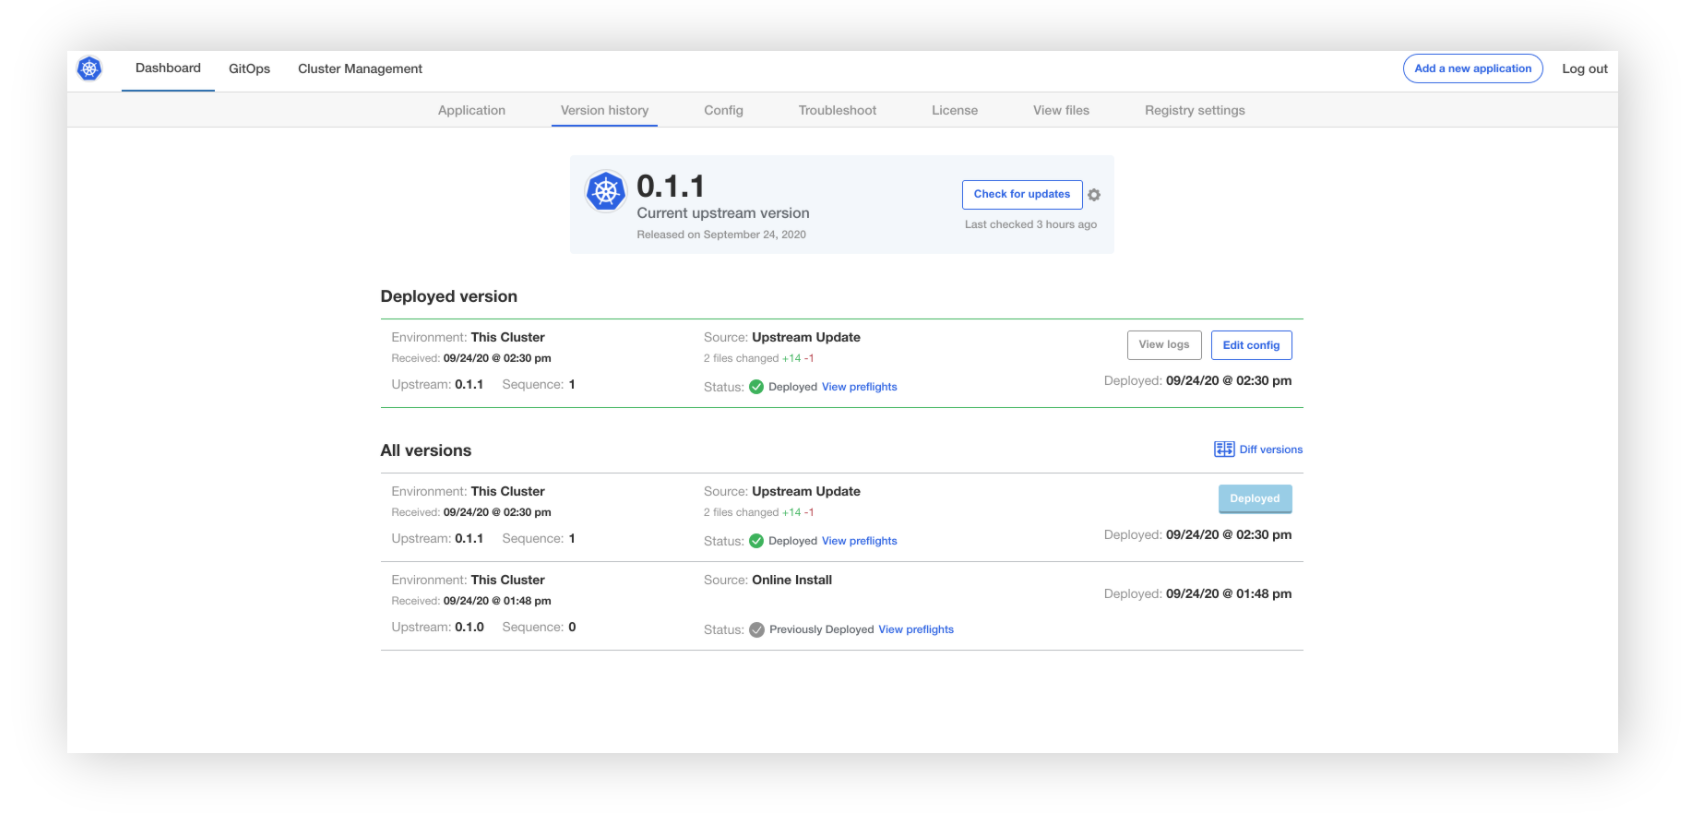 Dashboard GitOps Cluster Management Add a new application Log out
Application Version history Config Troubleshoot License View files Registry settings
0.1.1
Current upstream version
Released on September 24, 2020
Check for updates
Last checked 3 hours ago
Deployed version
Environment: This Cluster Source: Upstream Update View logs Edit config
Received: 09/24/20 @ 02:30 pm 2 files changed +14 -1
Upstream: 0.1.1 Sequence: 1 Status: Deployed View preflights Deployed: 09/24/20 @ 02:30 pm
All versions Diff versions
Environment: This Cluster Source: Upstream Update Deployed
Received: 09/24/20 @ 02:30 pm 2 files changed +14 -1
Upstream: 0.1.1 Sequence: 1 Status: Deployed View preflights Deployed: 09/24/20 @ 02:30 pm
Environment: This Cluster Source: Online Install
Received: 09/24/20 @ 01:48 pm Deployed: 09/24/20 @ 01:48 pm
Upstream: 0.1.0 Sequence: 0 Status: Previously Deployed View preflights